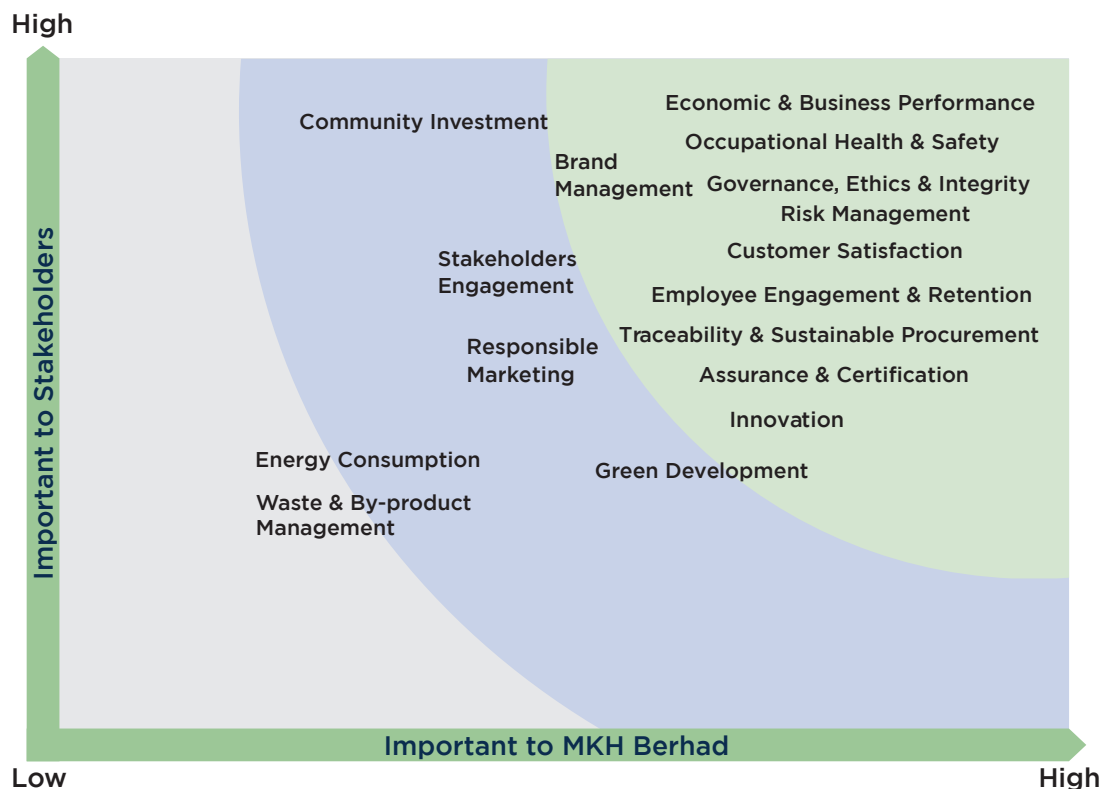 High
Economic & Business Performance
Community Investment
Occupational Health & Safety
Brand
Management
Governance, Ethics & Integrity
Risk Management
Customer Satisfaction
Stakeholders
Engagement
Employee Engagement & Retention
Traceability & Sustainable Procurement
Responsible
Marketing
Assurance & Certification
Innovation
Energy Consumption
Green Development
Waste & By-product
Management
Important to Stakeholders
Important to MKH Berhad
Low
High